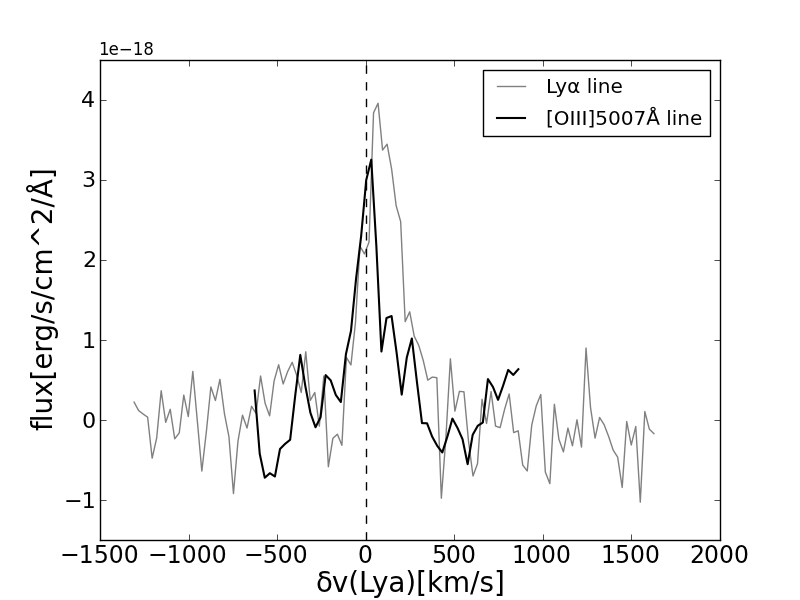 1e−18
Lyα line
[OIII]5007Å line
4
3
2
1
0
−1
flux[erg/s/cm^2/Å]
−1500 −1000 −500 0 500 1000 1500 2000
δv(Lya)[km/s]